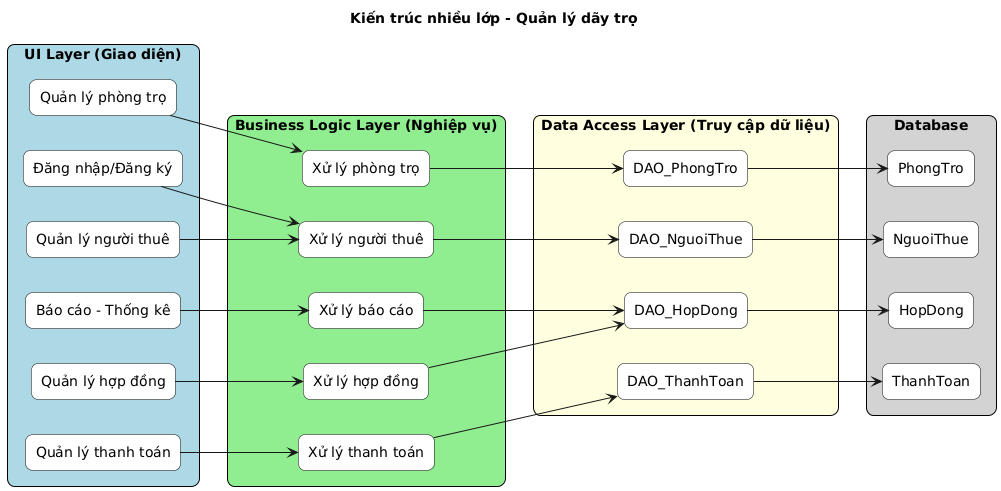 Kiến trúc nhiều lớp - Quản lý dãy trọ
UI Layer (Giao diện)
Quản lý phòng trọ
Đăng nhập/Đăng ký
Quản lý người thuê
Báo cáo - Thống kê
Quản lý hợp đồng
Quản lý thanh toán
Business Logic Layer (Nghiệp vụ)
Xử lý phòng trọ
Xử lý người thuê
Xử lý báo cáo
Xử lý hợp đồng
Xử lý thanh toán
Data Access Layer (Truy cập dữ liệu)
DAO_PhongTro
DAO_NguoiThue
DAO_HopDong
DAO_ThanhToan
Database
PhongTro
NguoiThue
HopDong
ThanhToan